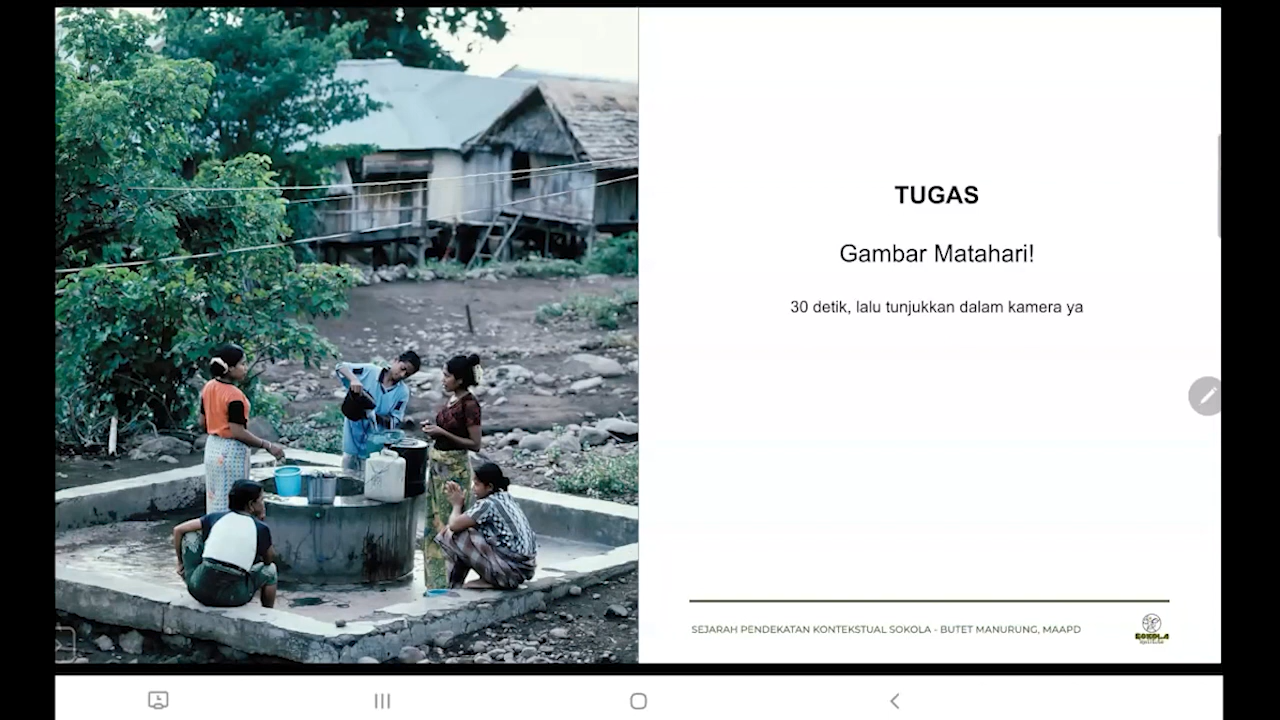 TUGAS
Gambar Matahari!
30 detik, lalu tunjukkan dalam kamera ya
SEJARAH PENDEKATAN KONTEKSTUAL SOKOLA - BUTET MANURUNG, MAAPD
SOKOLA